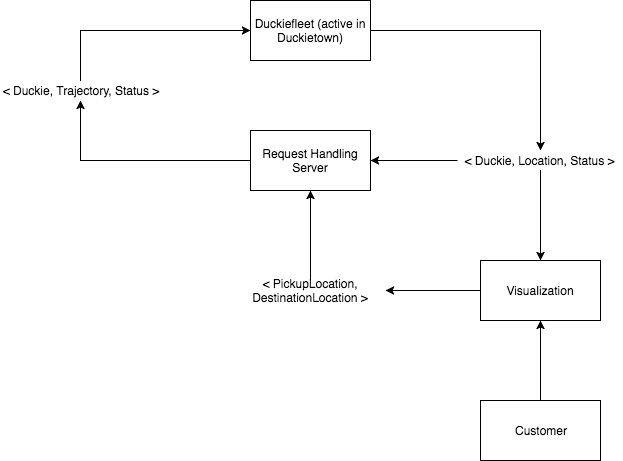 Duckiefleet (active in
Duckietown)
< Duckie, Trajectory, Status >
Request Handling
Server
< Duckie, Location, Status >
< PickupLocation,
DestinationLocation >
Visualization
Customer